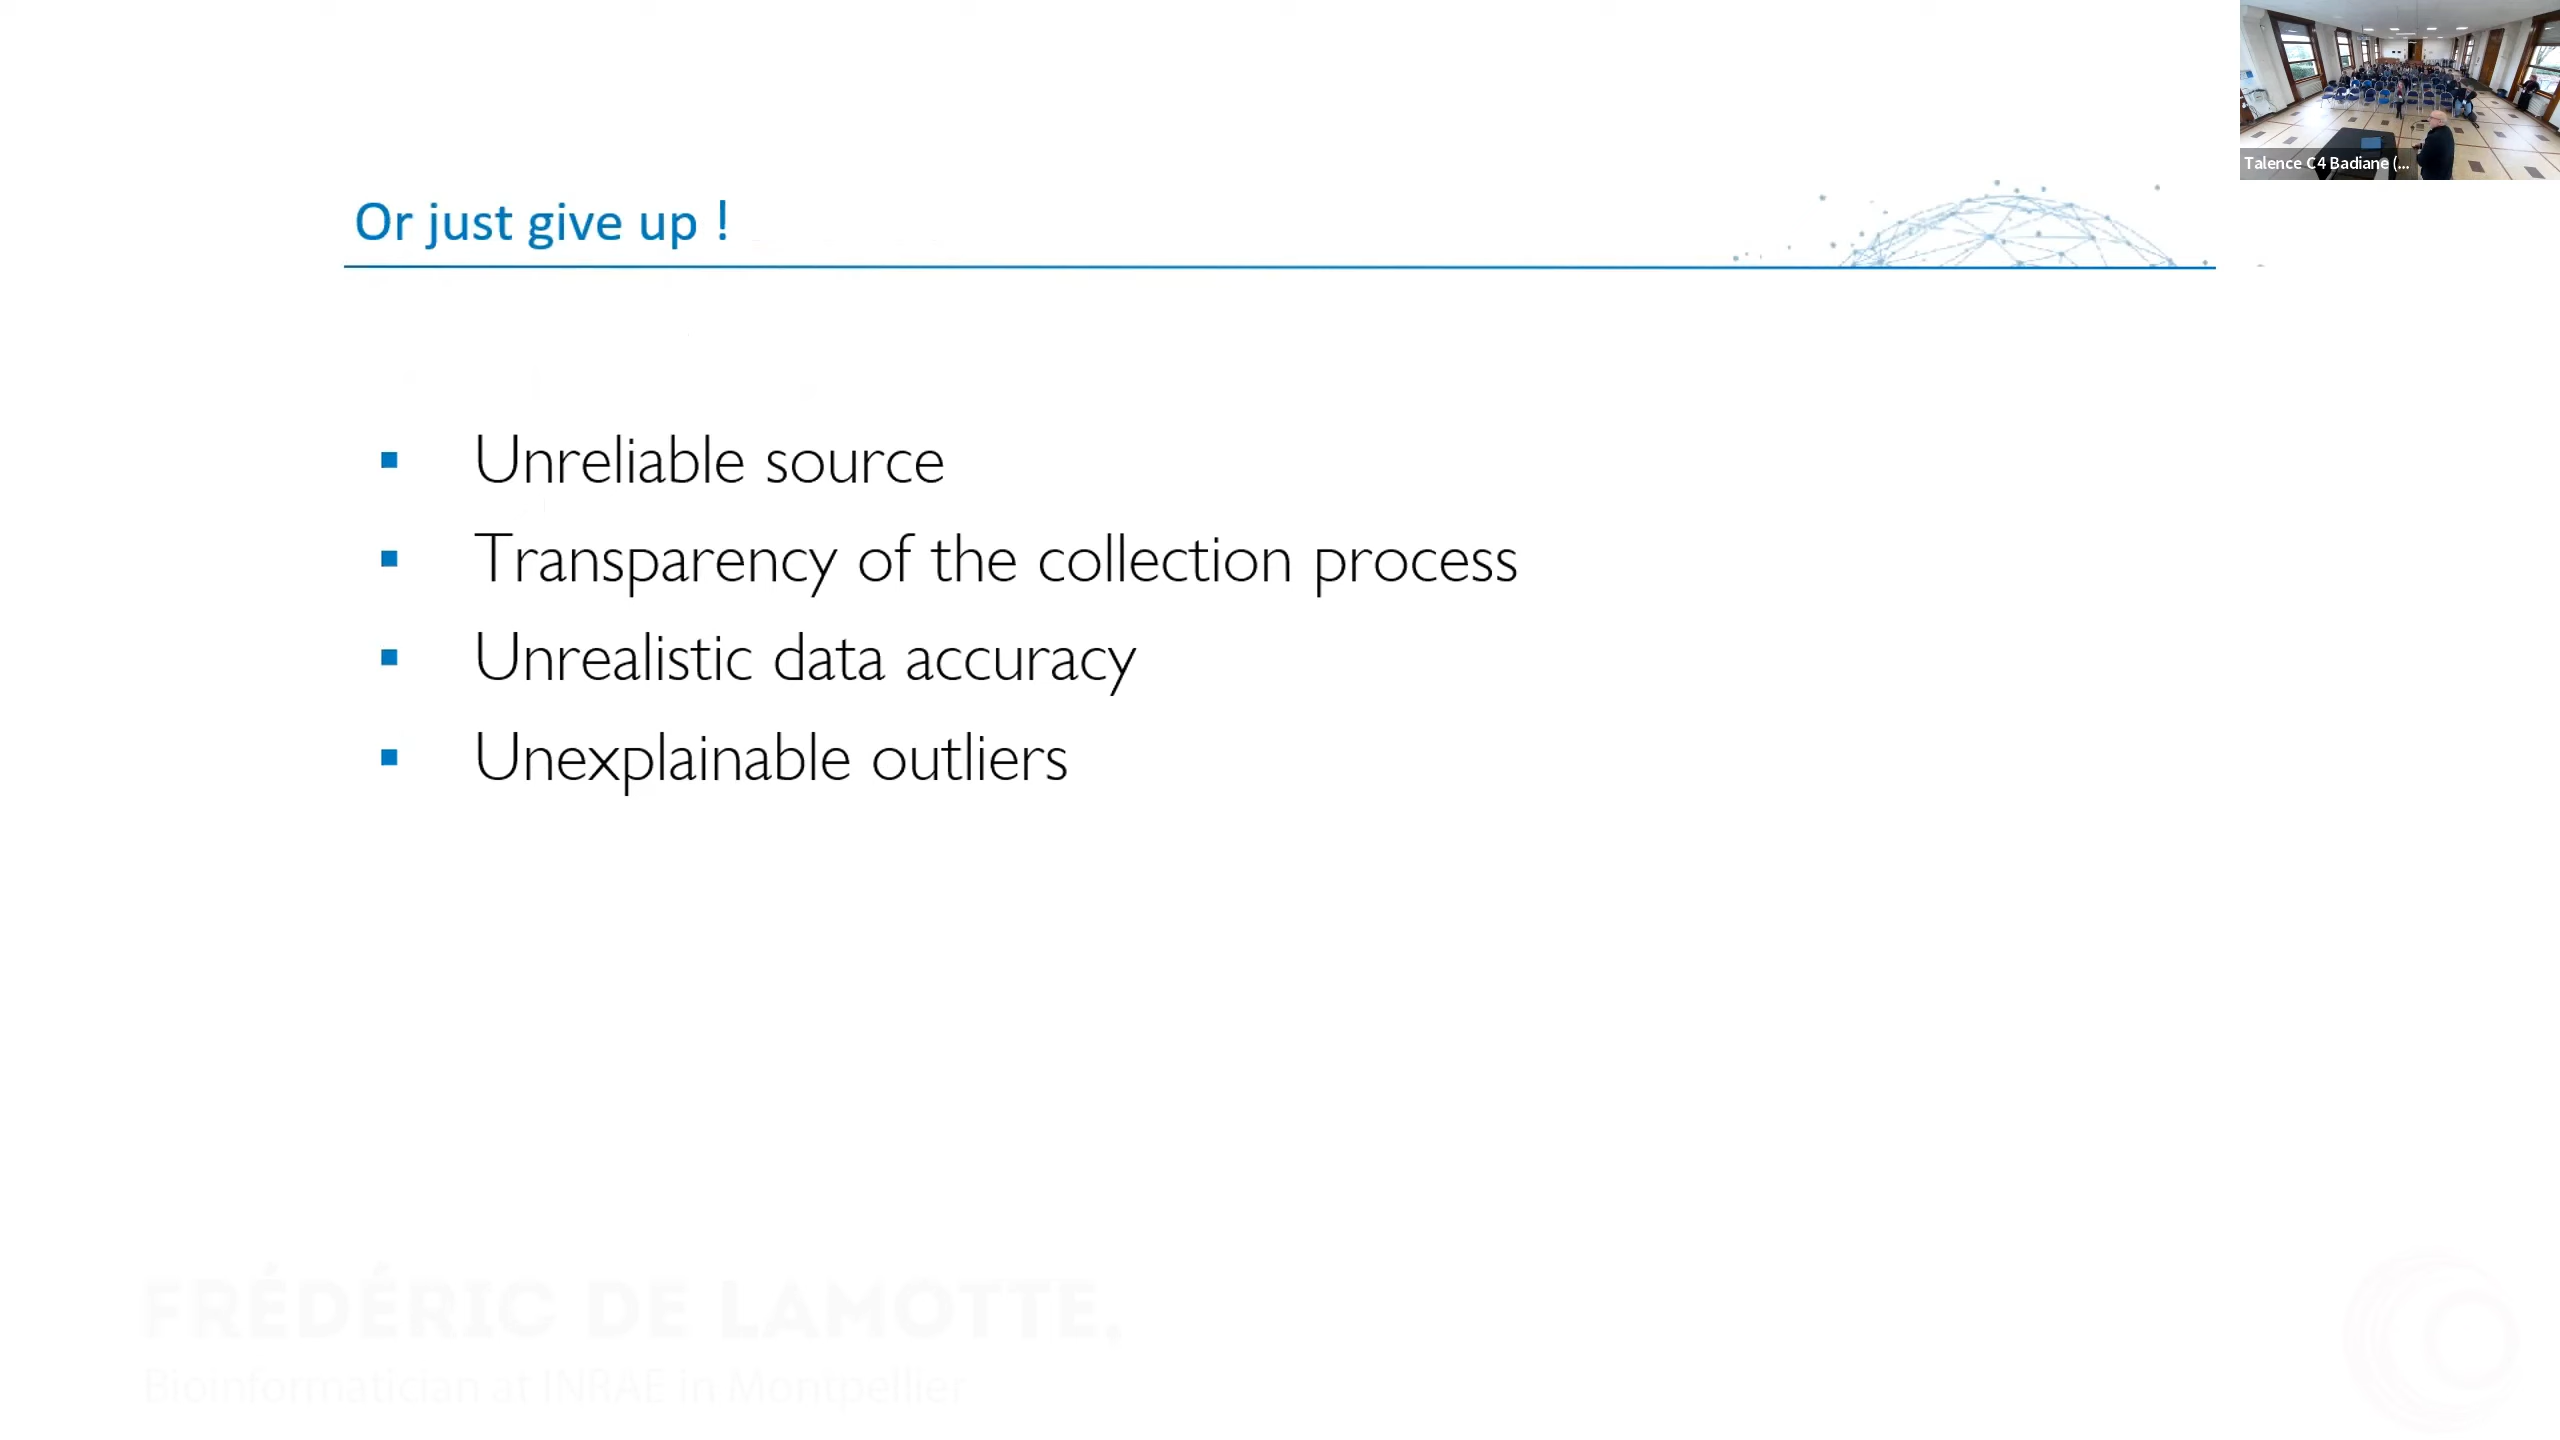 Talence C4 Badiane (...
Or just give up !
Unreliable source
Transparency of the collection process
Unrealistic data accuracy
Unexplainable outliers
FRÉDÉRIC DE LAMOTTE,
Bioinformatician at INRAE in Montpellier